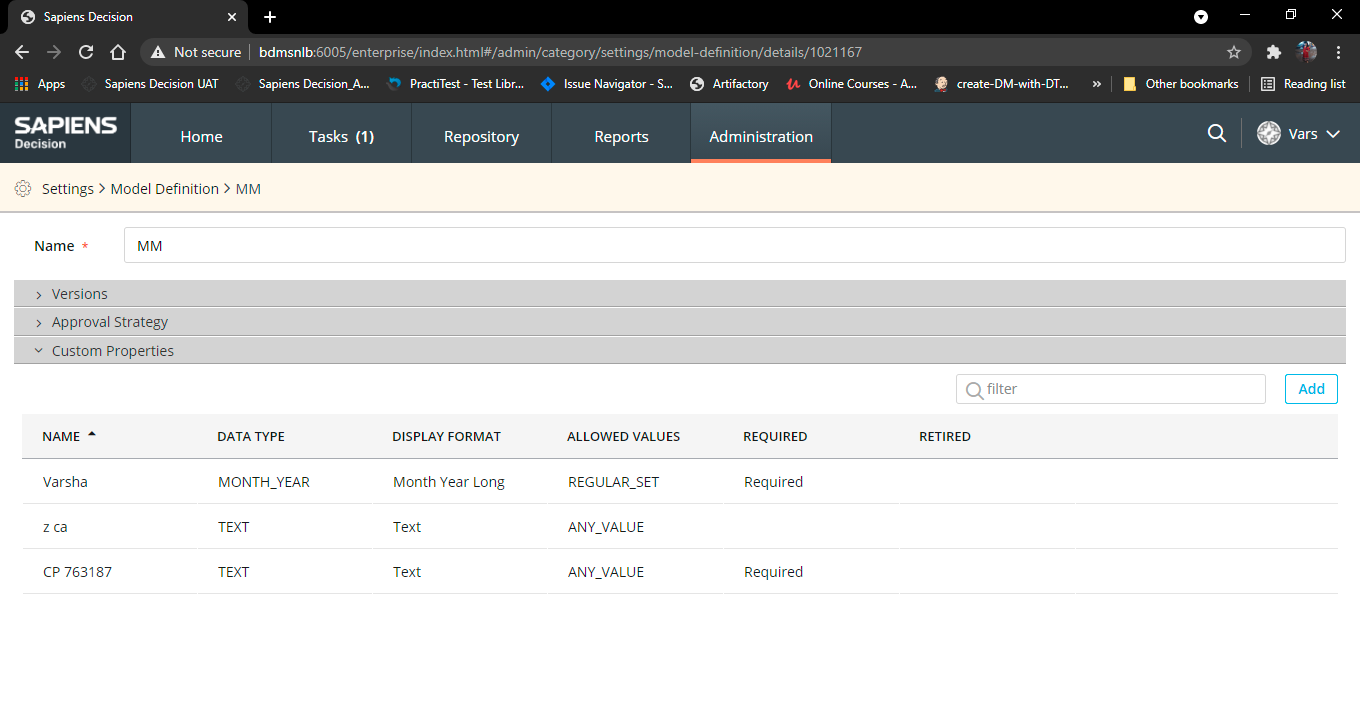 Sapiens Decision
Not secure bdmsnlb:6005/enterprise/index.html#/admin/category/settings/model-definition/details/1021167
Apps Sapiens Decision UAT Sapiens Decision_A... PractiTest - Test Libr... Issue Navigator - S... Artifactory Online Courses - A... create-DM-with-DT... » Other bookmarks Reading list
SAPIENS
Decision
Home Tasks (1) Repository Reports Administration Vars
Settings > Model Definition > MM
Name * MM
Versions
Approval Strategy
Custom Properties
filter Add
NAME DATA TYPE DISPLAY FORMAT ALLOWED VALUES REQUIRED RETIRED
Varsha MONTH_YEAR Month Year Long REGULAR_SET Required
z ca TEXT Text ANY_VALUE
CP 763187 TEXT Text ANY_VALUE Required